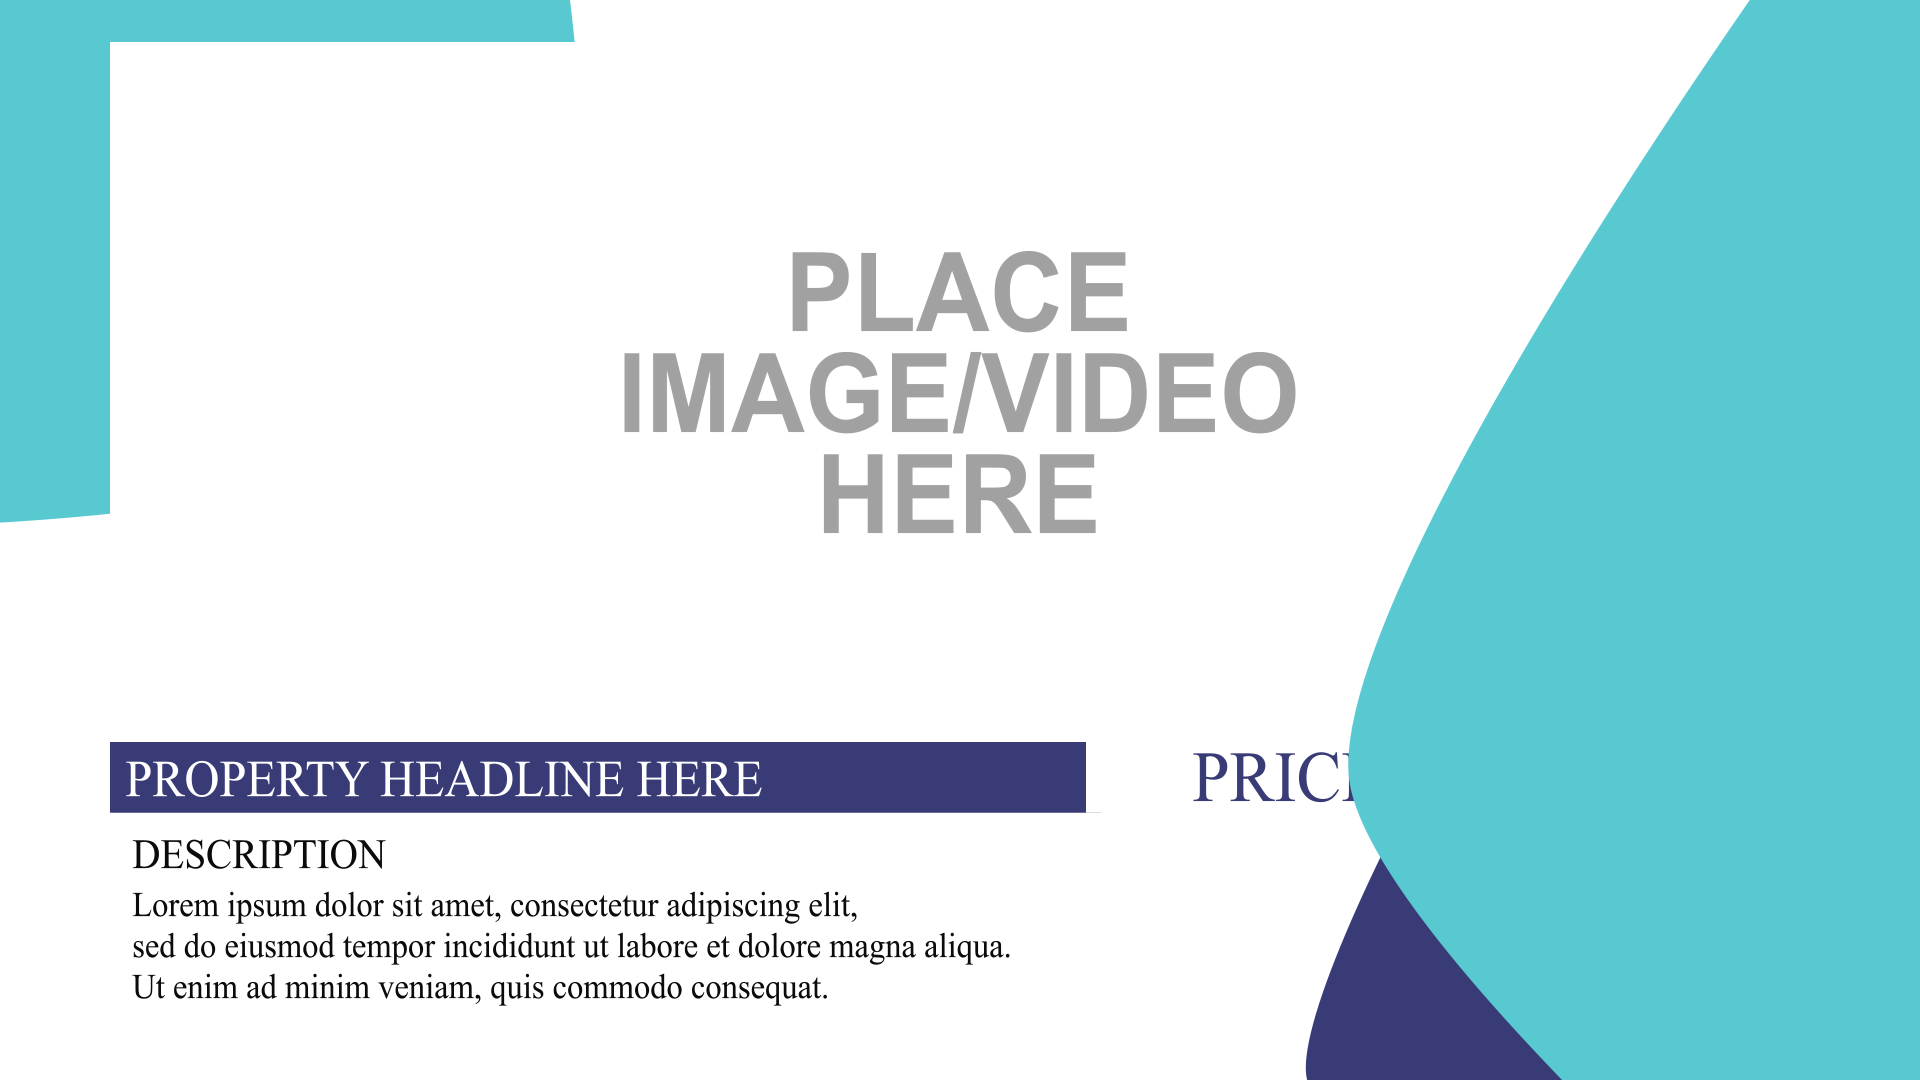 PLACE
IMAGE/VIDEO
HERE
PROPERTY HEADLINE HERE
DESCRIPTION
Lorem ipsum dolor sit amet, consectetur adipiscing elit,
sed do eiusmod tempor incididunt ut labore et dolore magna aliqua.
Ut enim ad minim veniam, quis commodo consequat.